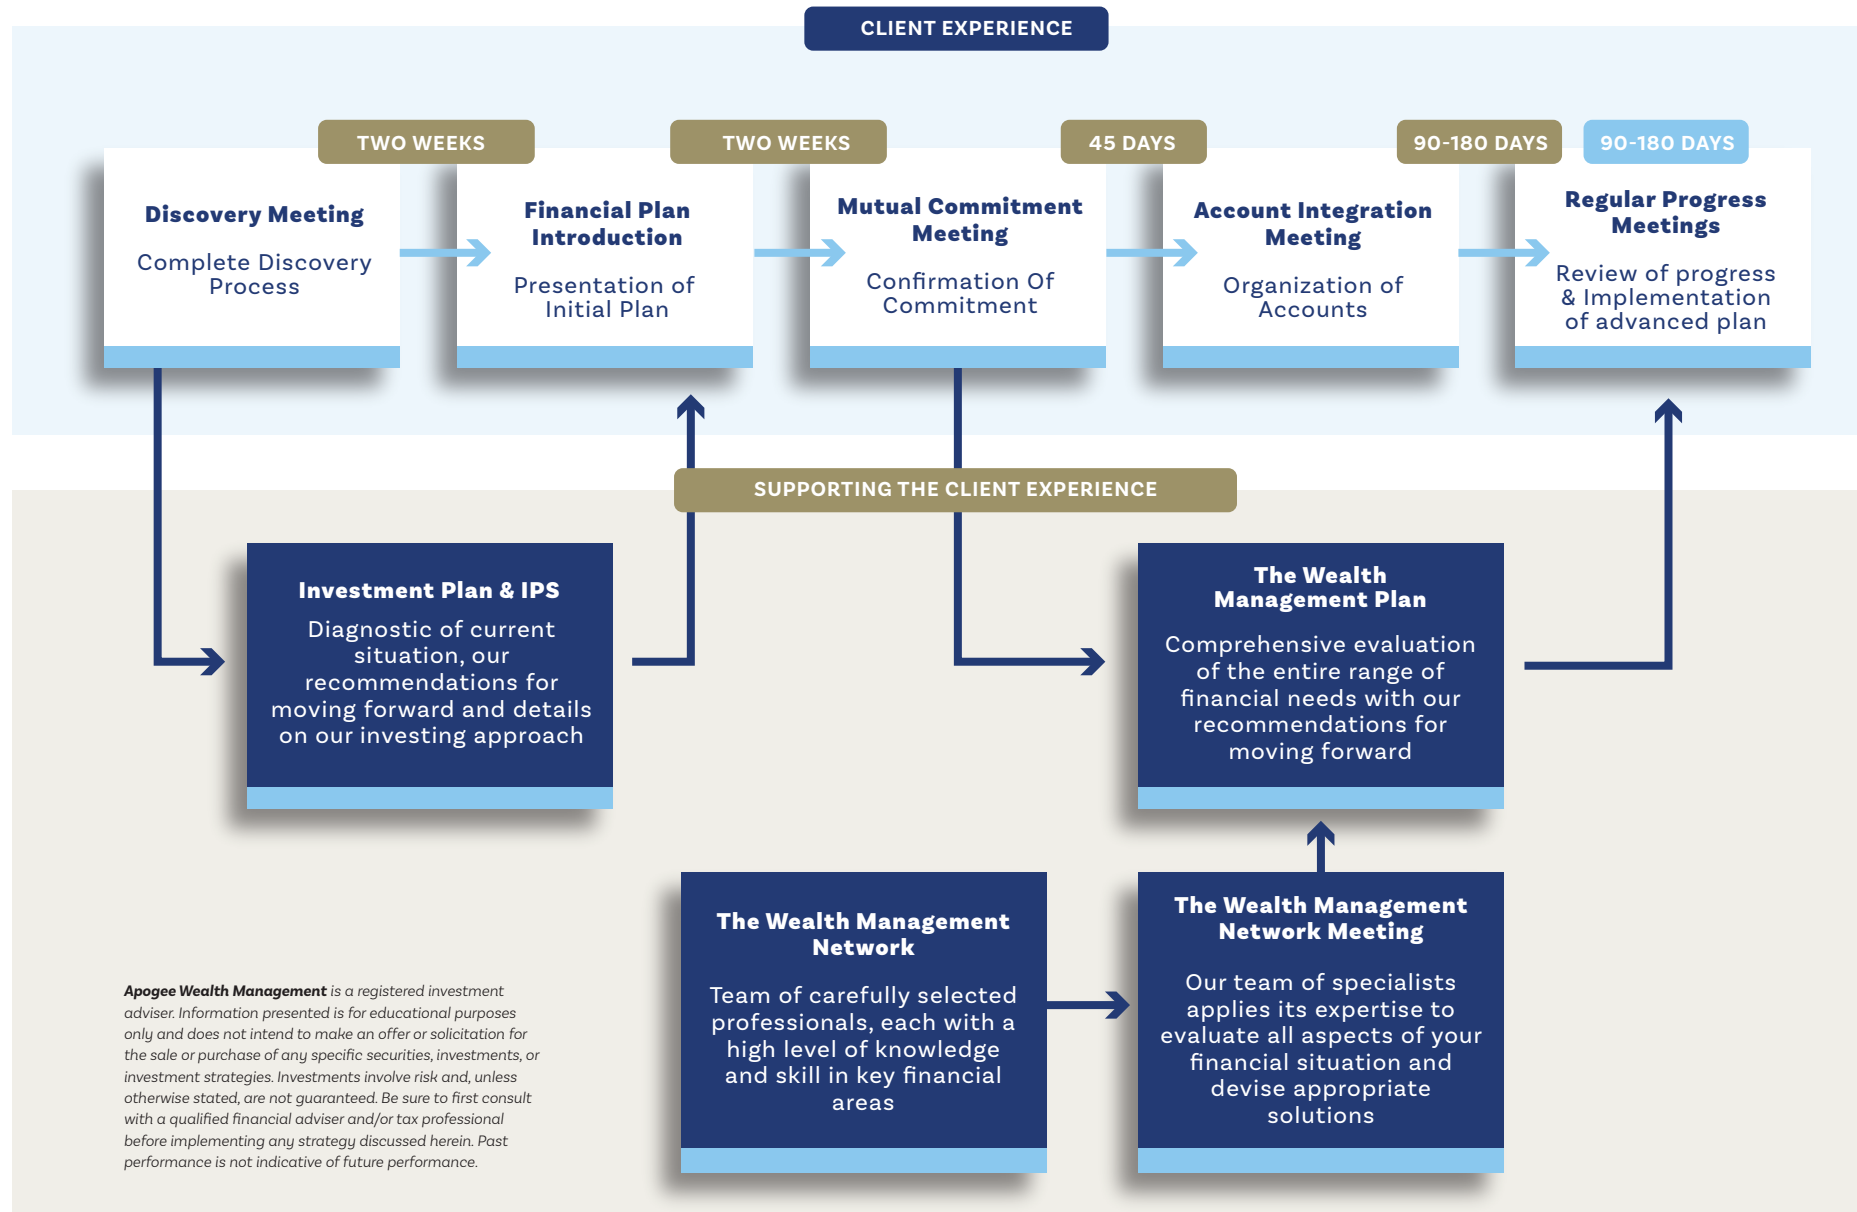 CLIENT EXPERIENCE
TWO WEEKS
TWO WEEKS
45 DAYS
90-180 DAYS
90-180 DAYS
Discovery Meeting
Complete Discovery
Process
Financial Plan
Introduction
Presentation of
Initial Plan
Mutual Commitment
Meeting
Confirmation Of
Commitment
Account Integration
Meeting
Organization of
Accounts
Regular Progress
Meetings
Review of progress
& Implementation
of advanced plan
SUPPORTING THE CLIENT EXPERIENCE
Investment Plan & IPS
Diagnostic of current
situation, our
recommendations for
moving forward and details
on our investing approach
The Wealth
Management Plan
Comprehensive evaluation
of the entire range of
financial needs with our
recommendations for
moving forward
The Wealth Management
Network
Team of carefully selected
professionals, each with a
high level of knowledge
and skill in key financial
areas
The Wealth Management
Network Meeting
Our team of specialists
applies its expertise to
evaluate all aspects of your
financial situation and
devise appropriate
solutions
Apogee Wealth Management is a registered investment
adviser. Information presented is for educational purposes
only and does not intend to make an offer or solicitation for
the sale or purchase of any specific securities, investments, or
investment strategies. Investments involve risk and, unless
otherwise stated, are not guaranteed. Be sure to first consult
with a qualified financial adviser and/or tax professional
before implementing any strategy discussed herein. Past
performance is not indicative of future performance.